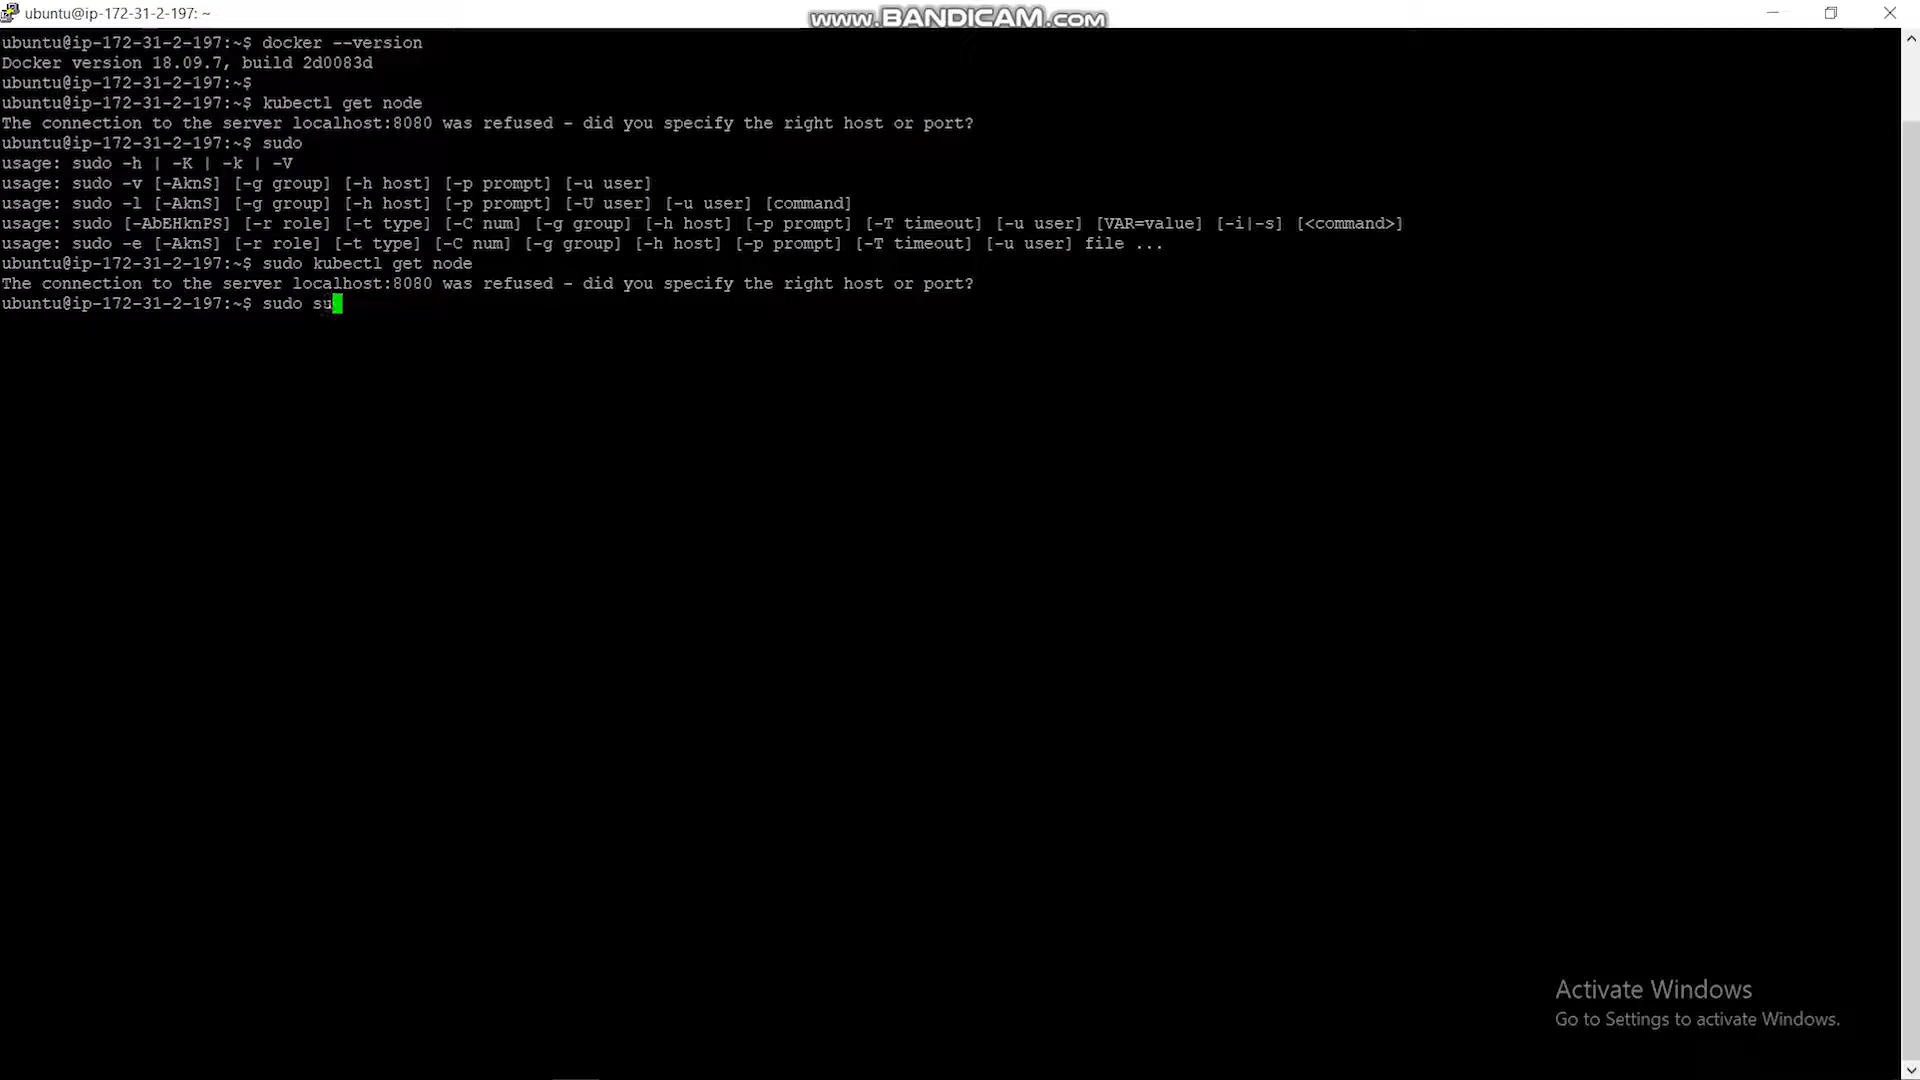 ubuntu@ip-172-31-2-197: ~
www.BANDICAM.com
ubuntu@ip-172-31-2-197:~$ docker --version
Docker version 18.09.7, build 2d0083d
ubuntu@ip-172-31-2-197:~$
ubuntu@ip-172-31-2-197:~$ kubectl get node
The connection to the server localhost:8080 was refused - did you specify the right host or port?
ubuntu@ip-172-31-2-197:~$ sudo
usage: sudo -h | -K | -k | -V
usage: sudo -v [-AknS] [-g group] [-h host] [-p prompt] [-u user]
usage: sudo -l [-AknS] [-g group] [-h host] [-p prompt] [-U user] [-u user] [command]
usage: sudo [-AbEHknPS] [-r role] [-t type] [-C num] [-g group] [-h host] [-p prompt] [-T timeout] [-u user] [VAR=value] [-i|-s] [<command>]
usage: sudo -e [-AknS] [-r role] [-t type] [-C num] [-g group] [-h host] [-p prompt] [-T timeout] [-u user] file ...
ubuntu@ip-172-31-2-197:~$ sudo kubectl get node
The connection to the server localhost:8080 was refused - did you specify the right host or port?
ubuntu@ip-172-31-2-197:~$ sudo su
Activate Windows
Go to Settings to activate Windows.